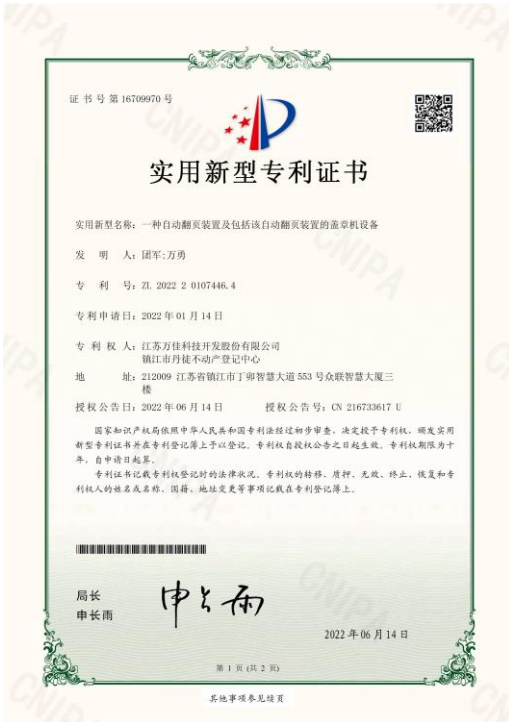 证书号第16709970号
实用新型专利证书
实用新型名称：一种自动翻页装置及包括该自动翻页装置的盖章机设备
发明人：团军;万勇
专利号：ZL 2022 2 0107446.4
专利申请日：2022年01月14日
专利权人：江苏万佳科技开发股份有限公司
镇江市丹徒不动产登记中心
地址：212009 江苏省镇江市丁卯智慧大道553号众联智慧大厦三
楼
授权公告日：2022年06月14日 授权公告号：CN 216733617 U
国家知识产权局依照中华人民共和国专利法经过初步审查，决定授予专利权，颁发实用
新型专利证书并在专利登记簿上予以登记。专利权自授权公告之日起生效。专利权期限为十
年，自申请日起算。
专利证书记载专利权登记时的法律状况。专利权的转移、质押、无效、终止、恢复和专
利权人的姓名或名称、国籍、地址变更等事项记载在专利登记簿上。
局长
申长雨
申长雨
2022年06月14日
第 1 页 (共 2 页)
其他事项参见续页
CNIPA
CNIPA
CNIPA